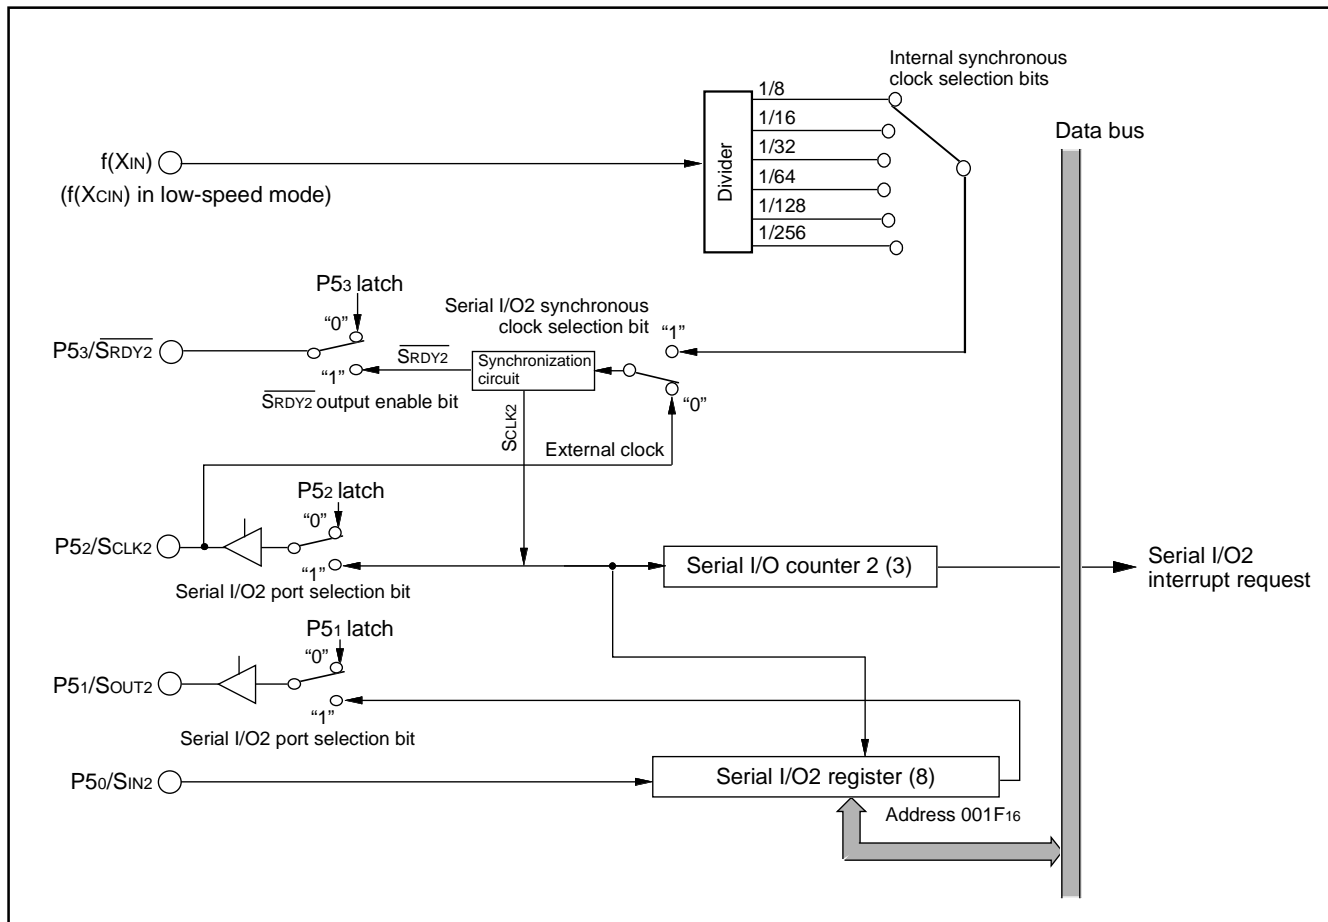 Internal synchronous
clock selection bits
1/8
1/16
1/32
1/64
1/128
1/256
Divider
Data bus
f(XIN)
(f(XCIN) in low-speed mode)
P53 latch
“0”
Serial I/O2 synchronous
clock selection bit
“1”
P53/SRDY2
“1”
SRDY2
Synchronization
circuit
SRDY2 output enable bit
“0”
SCLK2
External clock
P52 latch
“0”
P52/SCLK2
“1”
Serial I/O2 port selection bit
Serial I/O counter 2 (3)
Serial I/O2
interrupt request
P51 latch
“0”
P51/SOUT2
“1”
Serial I/O2 port selection bit
P50/SIN2
Serial I/O2 register (8)
Address 001F16